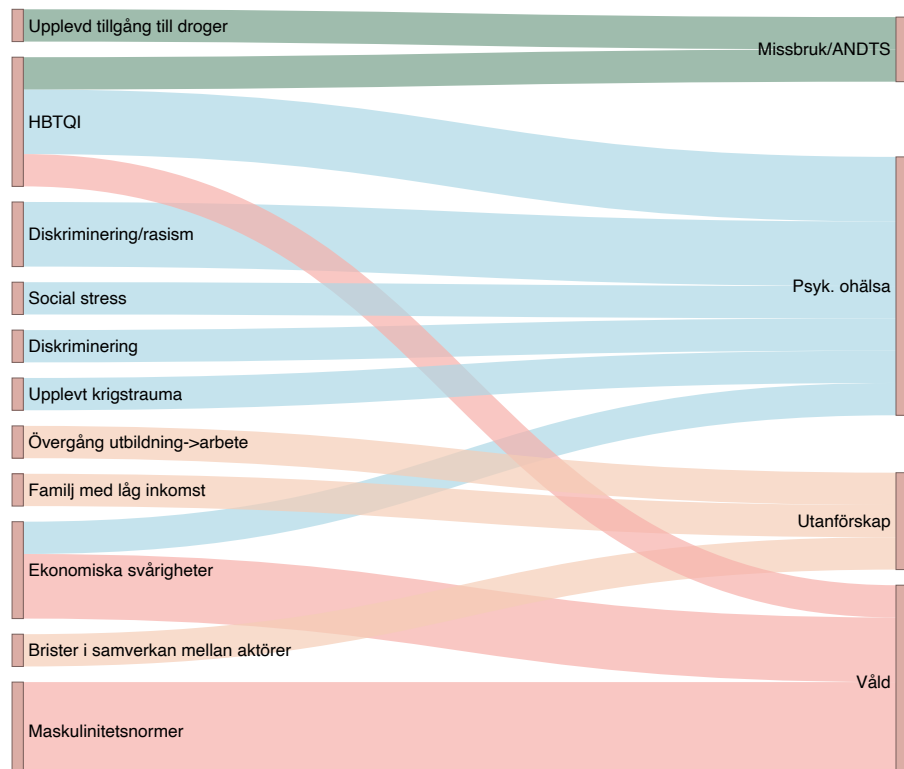 Upplevd tillgång till droger
HBTQI
Diskriminering/rasism
Social stress
Diskriminering
Upplevt krigstrauma
Övergång utbildning->arbete
Familj med låg inkomst
Ekonomiska svårigheter
Brister i samverkan mellan aktörer
Maskulinitetsnormer
Missbruk/ANDTS
Psyk. ohälsa
Utanförskap
Våld